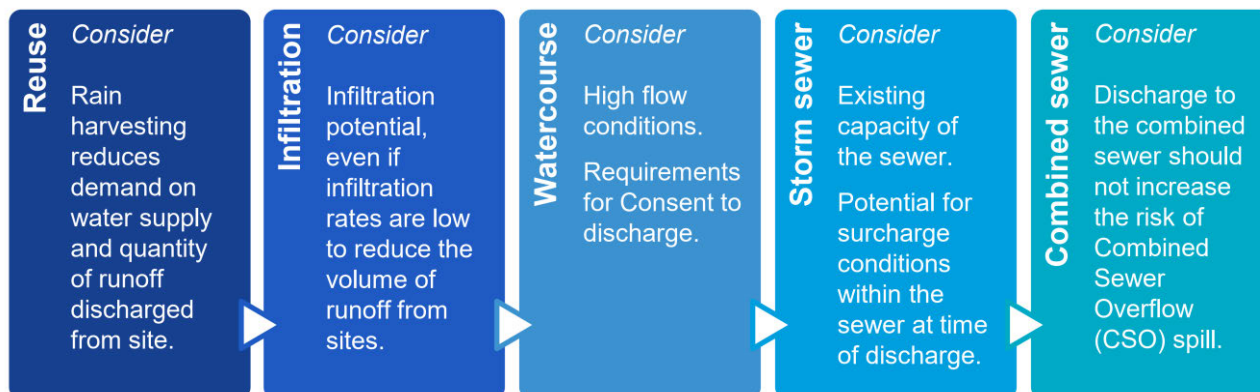 Reuse
Consider
Rain
harvesting
reduces
demand on
water supply
and quantity
of runoff
discharged
from site.
Infiltration
Consider
Infiltration
potential,
even if
infiltration
rates are low
to reduce the
volume of
runoff from
sites.
Watercourse
Consider
High flow
conditions.
Requirements
for Consent to
discharge.
Storm sewer
Consider
Existing
capacity of
the sewer.
Potential for
surcharge
conditions
within the
sewer at time
of discharge.
Combined sewer
Consider
Discharge to
the combined
sewer should
not increase
the risk of
Combined
Sewer
Overflow
(CSO) spill.